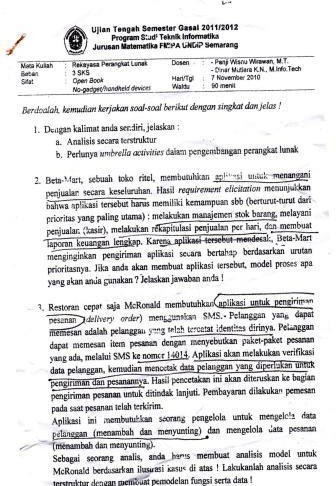 Ujian Tengah Semester Gasal 2011/2012
Program Studi Teknik Informatika
Jurusan Matematika FMIPA UNDIP Semarang
Mata Kuliah : Rekayasa Perangkat Lunak Dosen : - Panji Wisnu Wirawan, M.T.
Beban : 3 SKS - Dinar Mutiara K.N., M.Info.Tech
Sifat : Open Book Hari/Tgl : 7 November 2010
No-gadget/handheld devices Waktu : 90 menit
Berdoalah, kemudian kerjakan soal-soal berikut dengan singkat dan jelas !
1. Dengan kalimat anda sendiri, jelaskan :
a. Analisis secara terstruktur
b. Perlunya umbrella activities dalam pengembangan perangkat lunak
2. Beta-Mart, sebuah toko ritel, membutuhkan aplikasi untuk menangani
penjualan secara keseluruhan. Hasil requirement elicitation menunjukkan
bahwa aplikasi tersebut harus memiliki kemampuan sbb (berturut-turut dari
prioritas yang paling utama) : melakukan manajemen stok barang, melayani
penjualan (kasir), melakukan rekapitulasi penjualan per hari, dan membuat
laporan keuangan lengkap. Karena aplikasi tersebut mendesak, Beta-Mart
menginginkan pengiriman aplikasi secara bertahap berdasarkan urutan
prioritasnya. Jika anda akan membuat aplikasi tersebut, model proses apa
yang akan anda gunakan ? Jelaskan jawaban anda !
3. Restoran cepat saja McRonald membutuhkan aplikasi untuk pengiriman
pesanan (delivery order) menggunakan SMS. Pelanggan yang dapat
memesan adalah pelanggan yang telah tercatat identitas dirinya. Pelanggan
dapat memesan item pesanan dengan menyebutkan paket-paket pesanan
yang ada, melalui SMS ke nomor 14014. Aplikasi akan melakukan verifikasi
data pelanggan, kemudian mencetak data pelanggan yang diperlukan untuk
pengiriman dan pesanannya. Hasil pencetakan ini akan diteruskan ke bagian
pengiriman pesanan untuk ditindak lanjuti. Pembayaran dilakukan pemesan
pada saat pesanan telah terkirim.
Aplikasi ini membutuhkan seorang pengelola untuk mengelola data
pelanggan (menambah dan menyunting) dan mengelola data pesanan
(menambah dan menyunting).
Sebagai seorang analis, anda harus membuat analisis model untuk
McRonald berdasarkan ilustrasi kasus di atas ! Lakukanlah analisis secara
terstruktur dengan membuat pemodelan fungsi serta data !